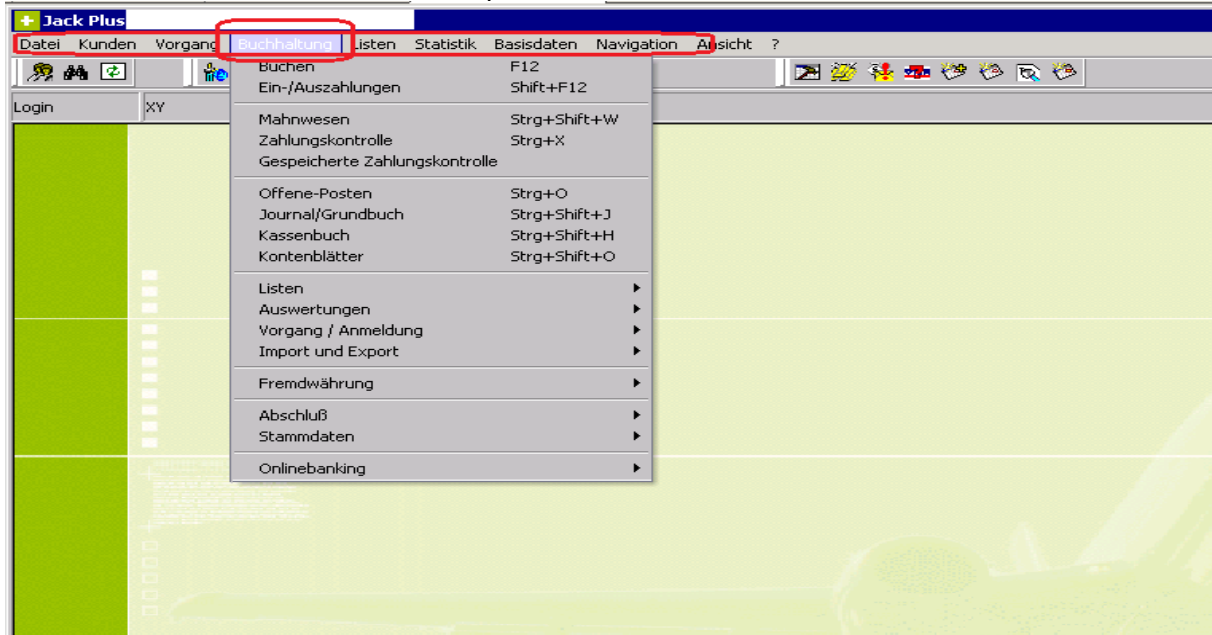 Jack Plus
Datei Kunden Vorgang Buchhaltung Listen Statistik Basisdaten Navigation Ansicht ?
Login XY
Buchen F12
Ein-/Auszahlungen Shift+F12
Mahnwesen Strg+Shift+W
Zahlungskontrolle Strg+X
Gespeicherte Zahlungskontrolle
Offene-Posten Strg+O
Journal/Grundbuch Strg+Shift+J
Kassenbuch Strg+Shift+H
Kontenblätter Strg+Shift+O
Listen
Auswertungen
Vorgang / Anmeldung
Import und Export
Fremdwährung
Abschluß
Stammdaten
Onlinebanking